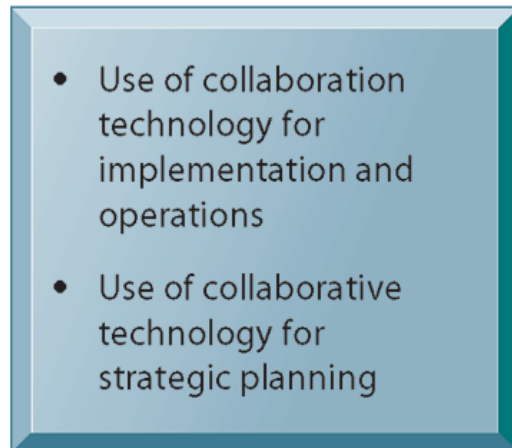 • Use of collaboration
technology for
implementation and
operations
• Use of collaborative
technology for
strategic planning